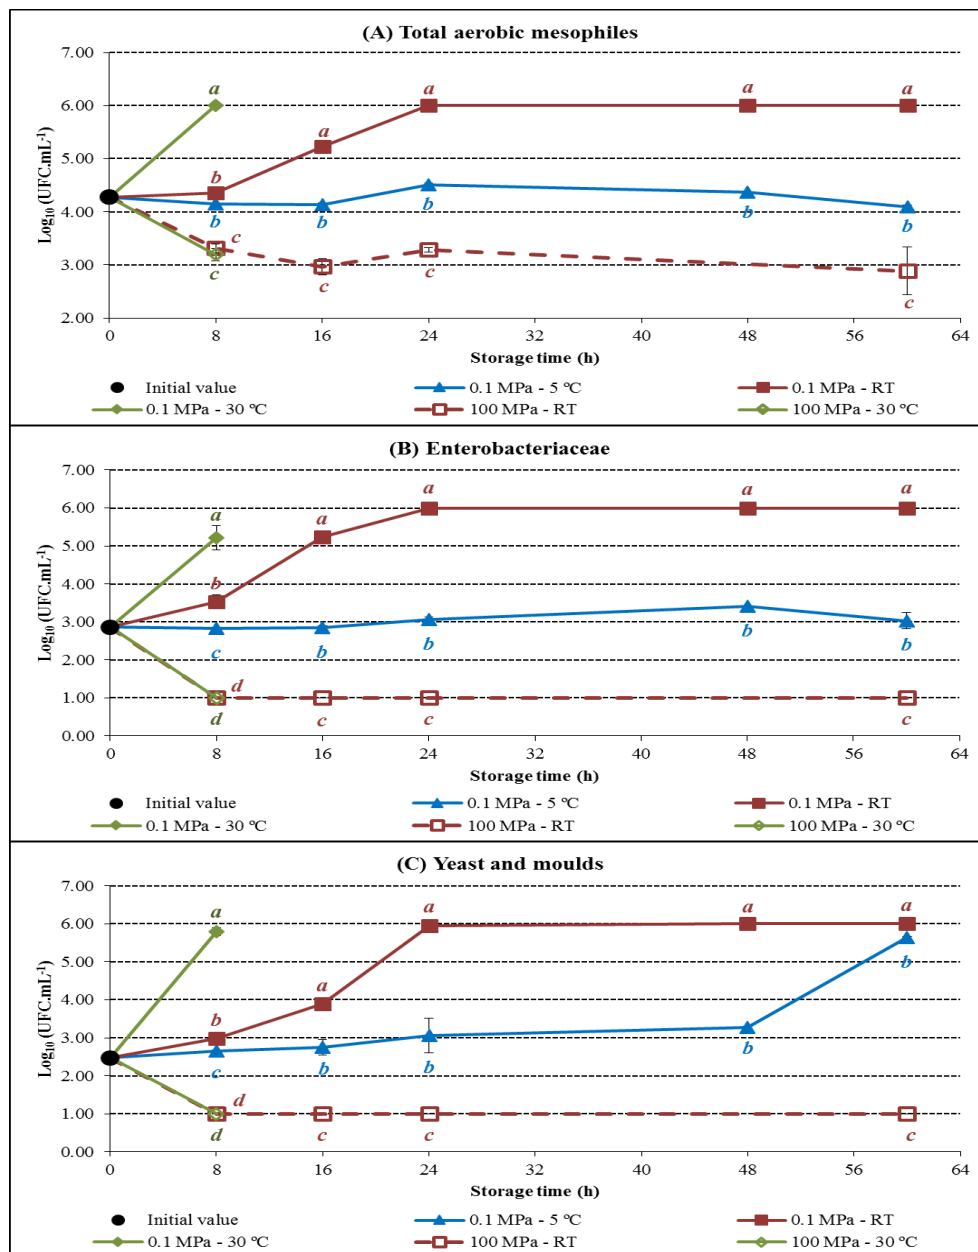 (A) Total aerobic mesophiles
Log10 (UFC.mL-1)
7.00
6.00
5.00
4.00
3.00
2.00
a a a a a
b
b b b b b
c
c c c c
0 8 16 24 32 40 48 56 64
Storage time (h)
Initial value 0.1 MPa - 5 ºC 0.1 MPa - RT
0.1 MPa - 30 ºC 100 MPa - RT 100 MPa - 30 ºC
(B) Enterobacteriaceae
Log10 (UFC.mL-1)
7.00
6.00
5.00
4.00
3.00
2.00
1.00
0.00
a a a a a
b
c b b b b
d
d c c c
0 8 16 24 32 40 48 56 64
Storage time (h)
Initial value 0.1 MPa - 5 ºC 0.1 MPa - RT
0.1 MPa - 30 ºC 100 MPa - RT 100 MPa - 30 ºC
(C) Yeast and moulds
Log10 (UFC.mL-1)
7.00
6.00
5.00
4.00
3.00
2.00
1.00
0.00
a a a a a
b
c b b b b
d
d c c c
0 8 16 24 32 40 48 56 64
Storage time (h)
Initial value 0.1 MPa - 5 ºC 0.1 MPa - RT
0.1 MPa - 30 ºC 100 MPa - RT 100 MPa - 30 ºC